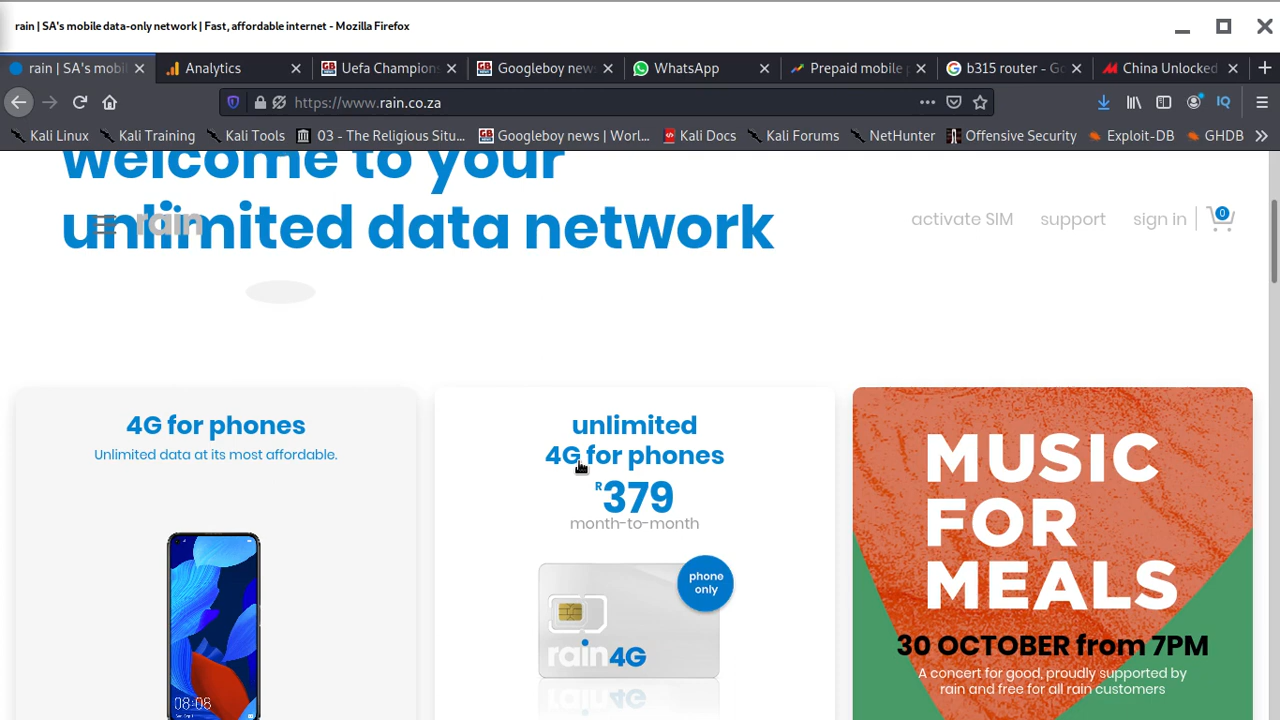 rain | SA's mobile data-only network | Fast, affordable internet - Mozilla Firefox
rain | SA's mobi
Analytics
Uefa Champion
Googleboy new
WhatsApp
Prepaid mobile
b315 router - Go
China Unlocked
https://www.rain.co.za
IQ
Kali Linux
Kali Training
Kali Tools
03 - The Religious Situ...
Googleboy news | Worl...
Kali Docs
Kali Forums
NetHunter
Offensive Security
Exploit-DB
GHDB
welcome to your
unlimited data network
rain
activate SIM
support
sign in
0
4G for phones
Unlimited data at its most affordable.
08:08
unlimited
4G for phones
R379
month-to-month
phone
only
rain4G
MUSIC
FOR
MEALS
30 OCTOBER from 7PM
A concert for good, proudly supported by
rain and free for all rain customers